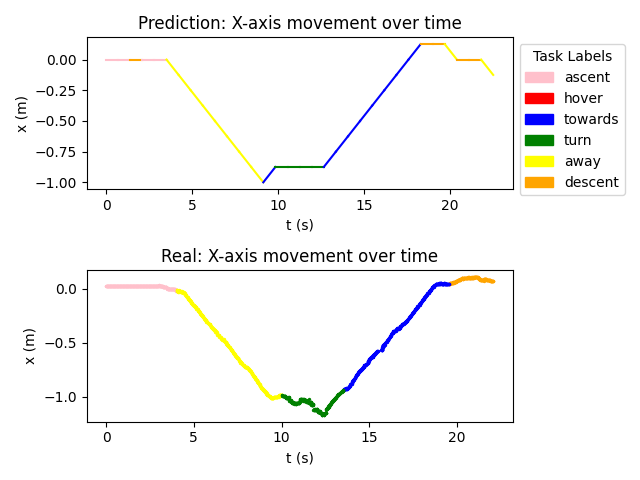 Prediction: X-axis movement over time
x (m)
0.00
−0.25
−0.50
−0.75
−1.00
0
5
10
15
20
t (s)
Task Labels
ascent
hover
towards
turn
away
descent
Real: X-axis movement over time
x (m)
0.0
−0.5
−1.0
0
5
10
15
20
t (s)